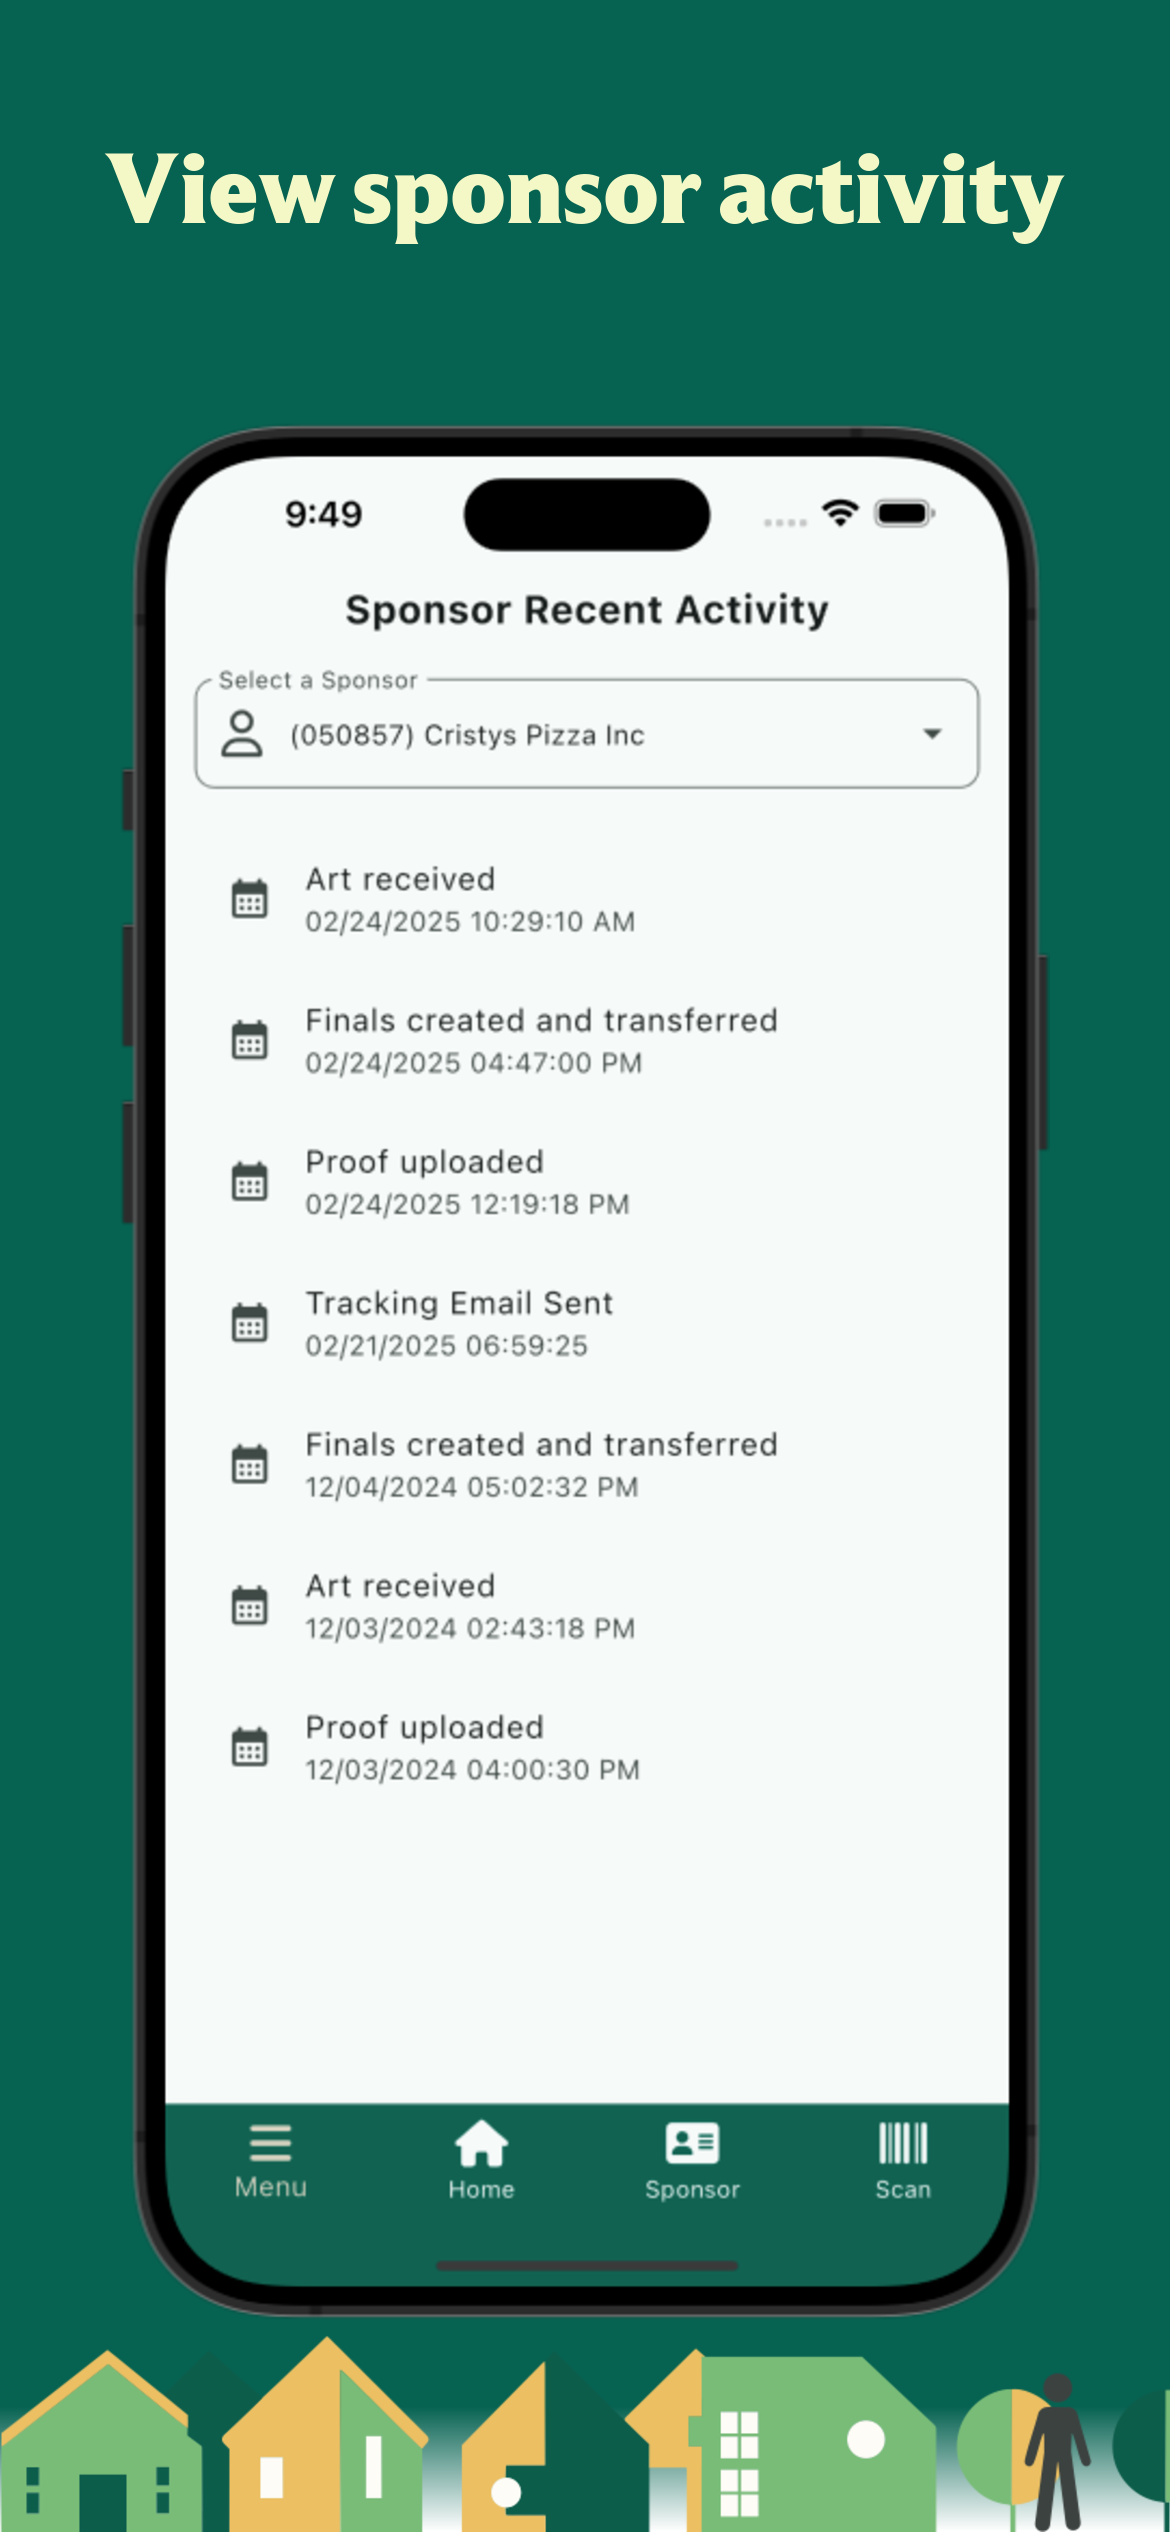 View sponsor activity
9:49
Sponsor Recent Activity
Select a Sponsor
(050857) Cristys Pizza Inc
Art received
02/24/2025 10:29:10 AM
Finals created and transferred
02/24/2025 04:47:00 PM
Proof uploaded
02/24/2025 12:19:18 PM
Tracking Email Sent
02/21/2025 06:59:25
Finals created and transferred
12/04/2024 05:02:32 PM
Art received
12/03/2024 02:43:18 PM
Proof uploaded
12/03/2024 04:00:30 PM
Menu Home Sponsor Scan